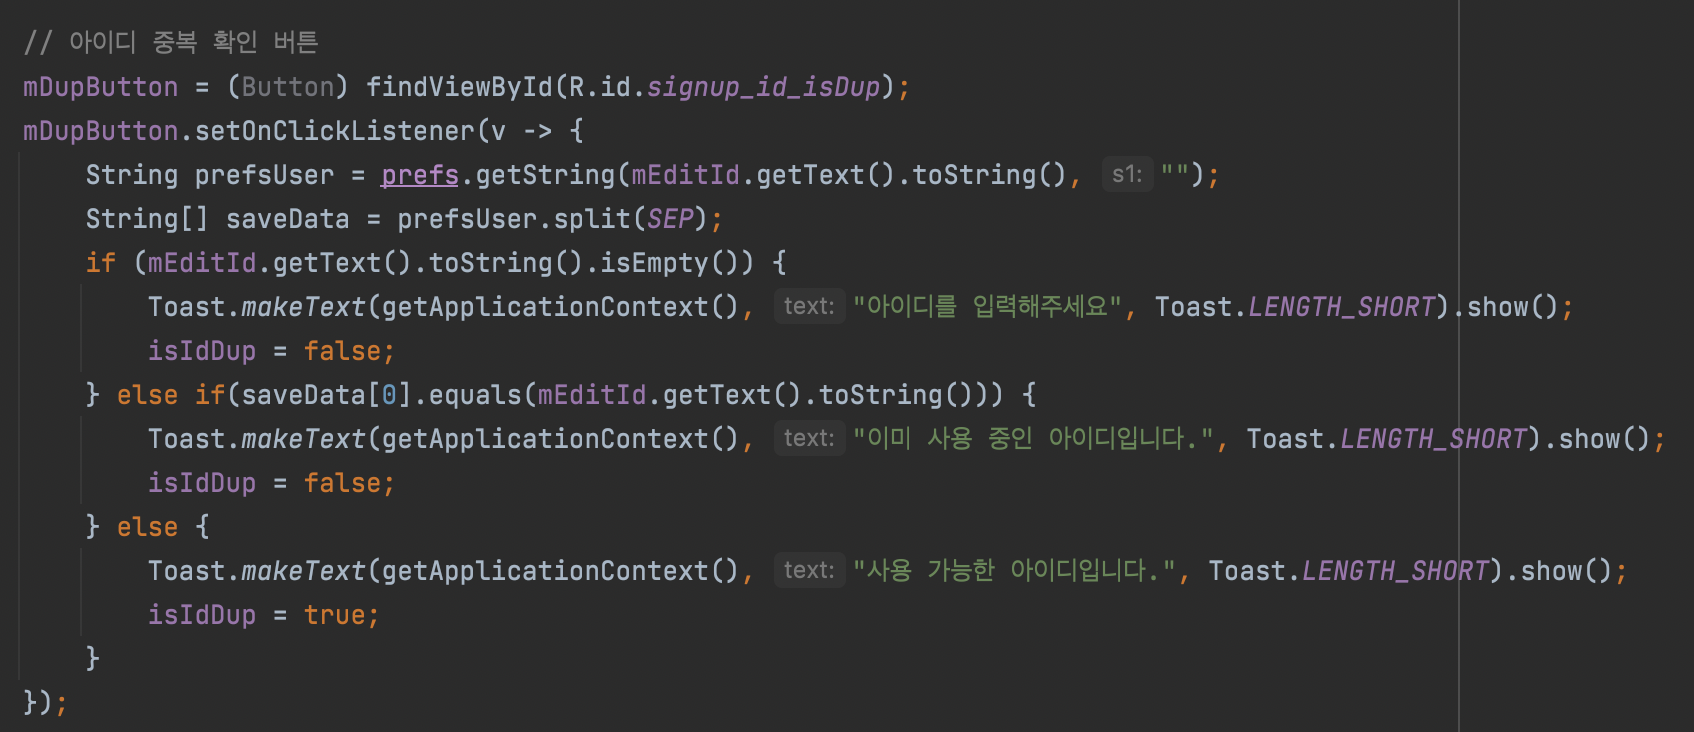 // 아이디 중복 확인 버튼
mDupButton = (Button) findViewById(R.id.signup_id_isDup);
mDupButton.setOnClickListener(v -> {
    String prefsUser = prefs.getString(mEditId.getText().toString(), s1: "");
    String[] saveData = prefsUser.split(SEP);
    if (mEditId.getText().toString().isEmpty()) {
        Toast.makeText(getApplicationContext(), text: "아이디를 입력해주세요", Toast.LENGTH_SHORT).show();
        isIdDup = false;
    } else if(saveData[0].equals(mEditId.getText().toString())) {
        Toast.makeText(getApplicationContext(), text: "이미 사용 중인 아이디입니다.", Toast.LENGTH_SHORT).show();
        isIdDup = false;
    } else {
        Toast.makeText(getApplicationContext(), text: "사용 가능한 아이디입니다.", Toast.LENGTH_SHORT).show();
        isIdDup = true;
    }
});